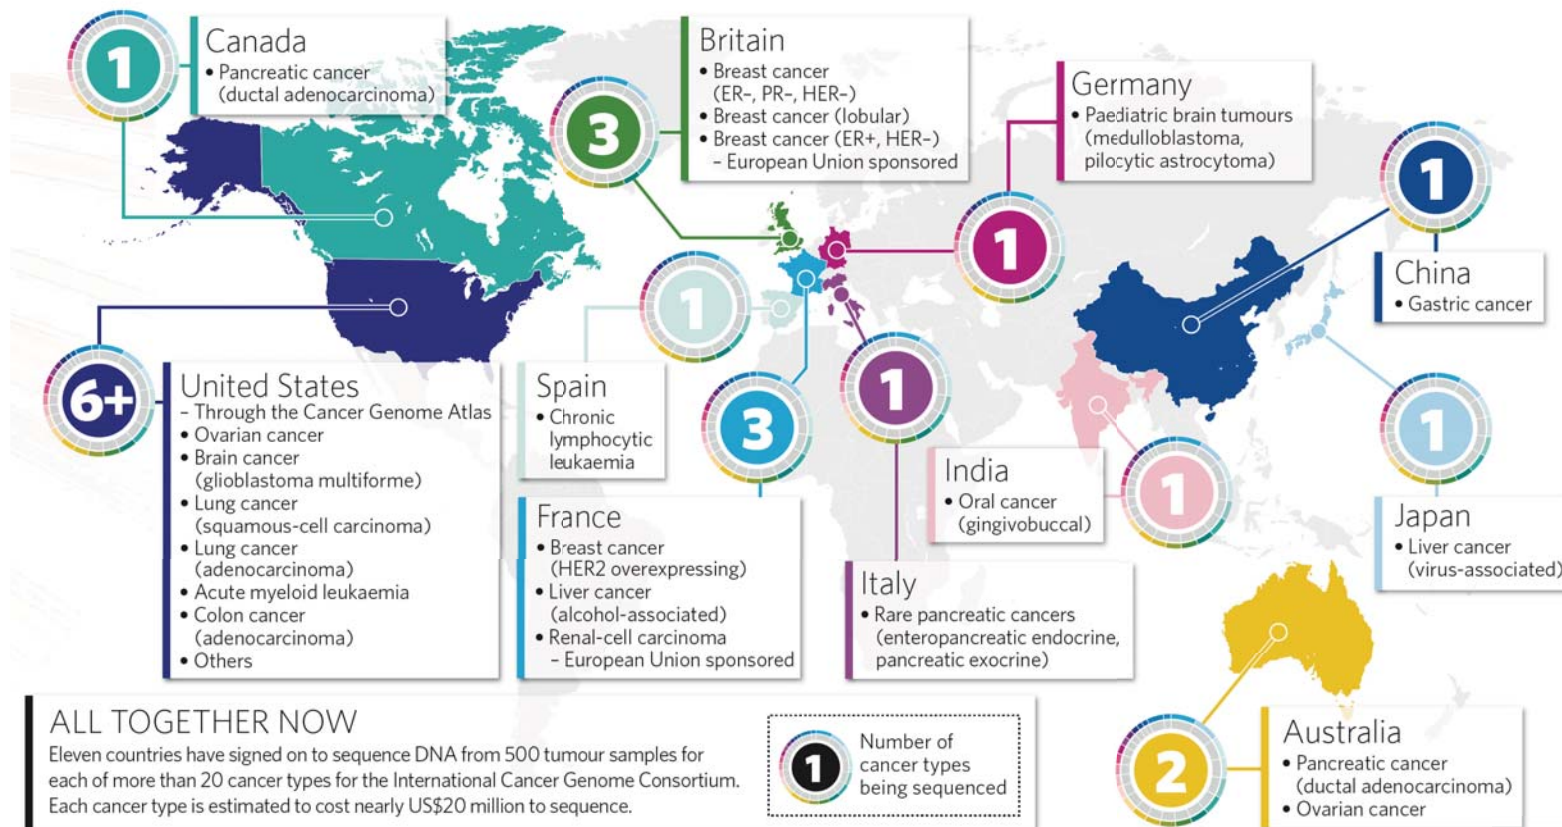 1
Canada
• Pancreatic cancer
(ductal adenocarcinoma)
3
Britain
• Breast cancer
(ER–, PR–, HER–)
• Breast cancer (lobular)
• Breast cancer (ER+, HER–)
– European Union sponsored
1
Germany
• Paediatric brain tumours
(medulloblastoma,
pilocytic astrocytoma)
1
China
• Gastric cancer
6+
United States
– Through the Cancer Genome Atlas
• Ovarian cancer
• Brain cancer
(glioblastoma multiforme)
• Lung cancer
(squamous-cell carcinoma)
• Lung cancer
(adenocarcinoma)
• Acute myeloid leukaemia
• Colon cancer
(adenocarcinoma)
• Others
1
Spain
• Chronic
lymphocytic
leukaemia
3
France
• Breast cancer
(HER2 overexpressing)
• Liver cancer
(alcohol-associated)
• Renal-cell carcinoma
– European Union sponsored
1
Italy
• Rare pancreatic cancers
(enteropancreatic endocrine,
pancreatic exocrine)
1
India
• Oral cancer
(gingivobuccal)
1
Japan
• Liver cancer
(virus-associated)
2
Australia
• Pancreatic cancer
(ductal adenocarcinoma)
• Ovarian cancer
ALL TOGETHER NOW
Eleven countries have signed on to sequence DNA from 500 tumour samples for
each of more than 20 cancer types for the International Cancer Genome Consortium.
Each cancer type is estimated to cost nearly US$20 million to sequence.
1
Number of
cancer types
being sequenced